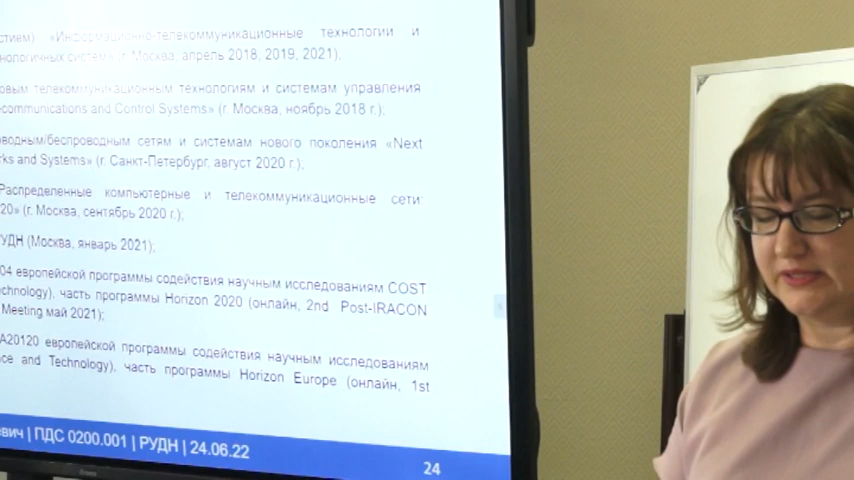 стием) «Информационно-телекоммуникационные технологии и
нологичных систем» (г. Москва, апрель 2018, 2019, 2021);
овым телекоммуникационным технологиям и системам управления
ecommunications and Control Systems» (г. Москва, ноябрь 2018 г.);
оводным/беспроводным сетям и системам нового поколения «Next
rks and Systems» (г. Санкт-Петербург, август 2020 г.);
Распределенные компьютерные и телекоммуникационные сети:
20» (г. Москва, сентябрь 2020 г.);
РУДН (Москва, январь 2021);
04 европейской программы содействия научным исследованиям COST
chnology), часть программы Horizon 2020 (онлайн, 2nd Post-IRACON
Meeting май 2021);
A20120 европейской программы содействия научным исследованиям
ce and Technology), часть программы Horizon Europe (онлайн, 1st
евич | ПДС 0200.001 | РУДН | 24.06.22
24